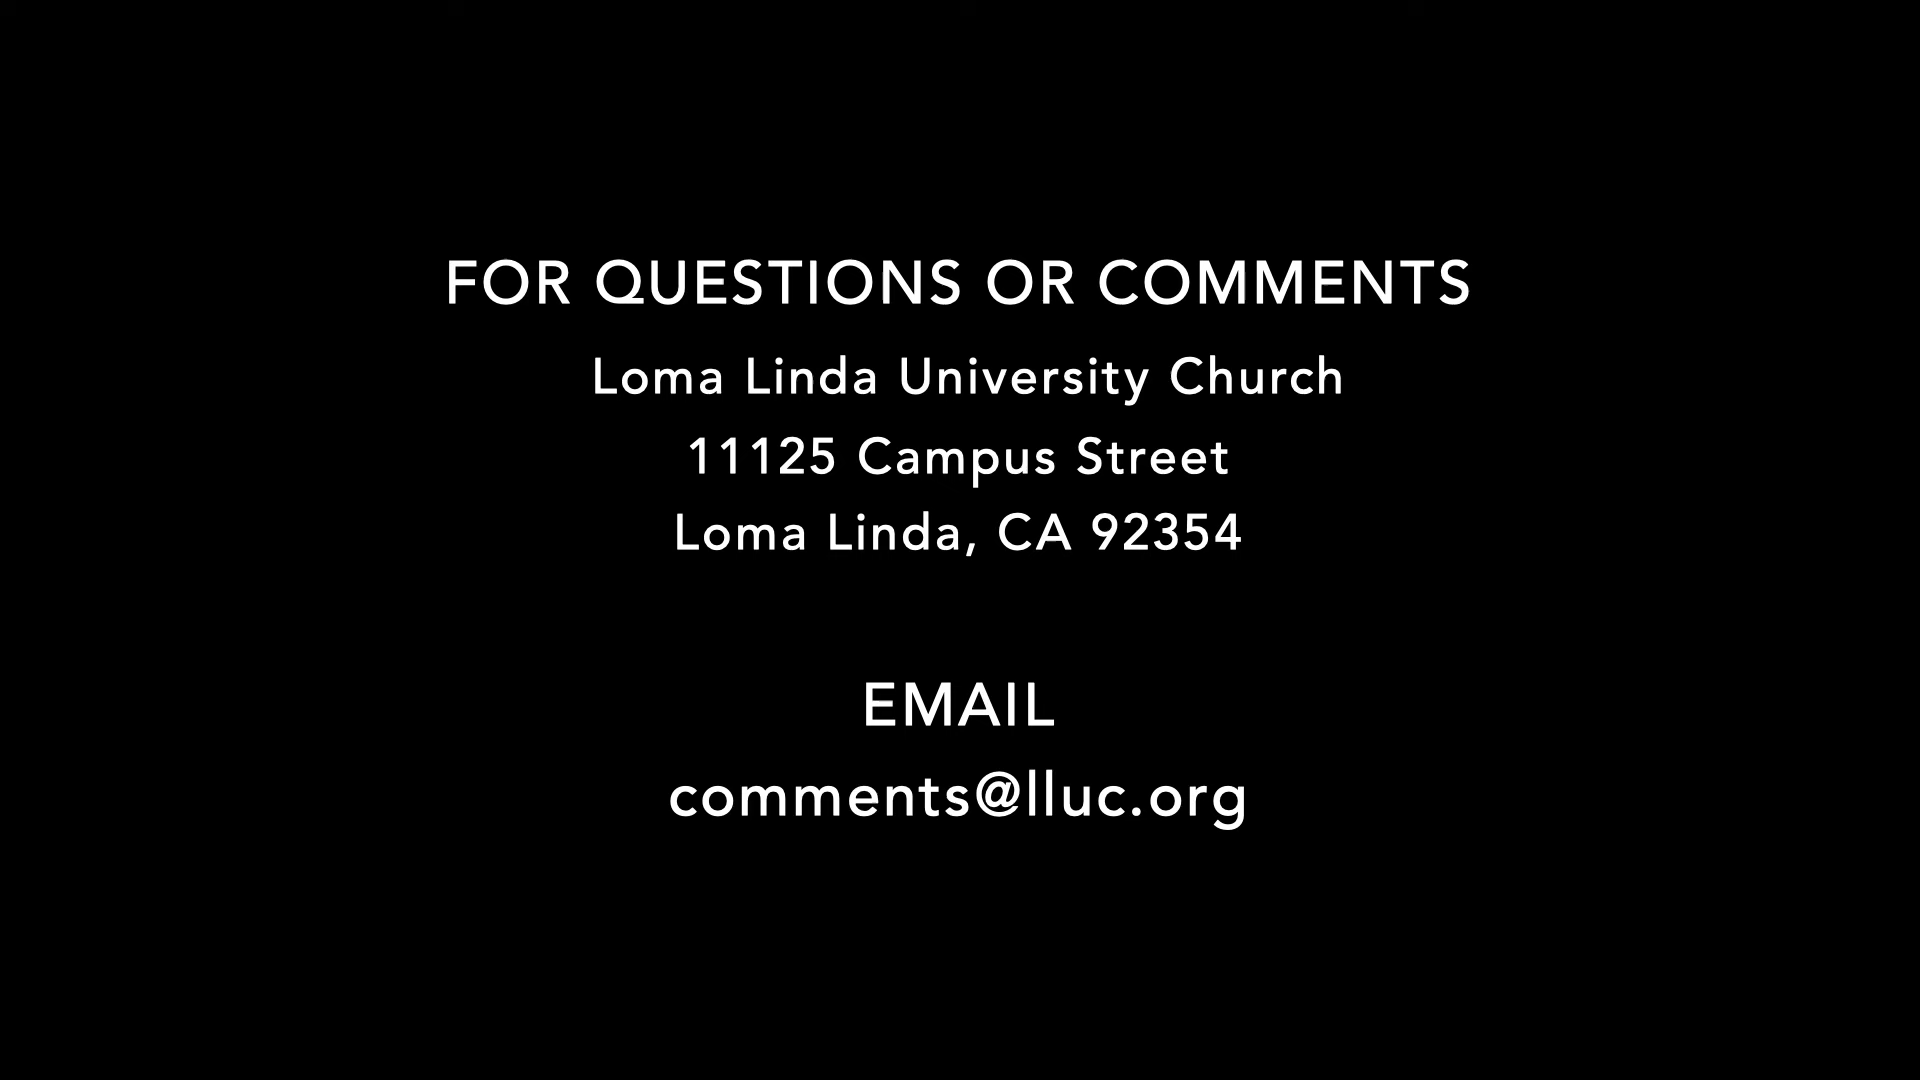 FOR QUESTIONS OR COMMENTS
Loma Linda University Church
11125 Campus Street
Loma Linda, CA 92354
EMAIL
comments@lluc.org